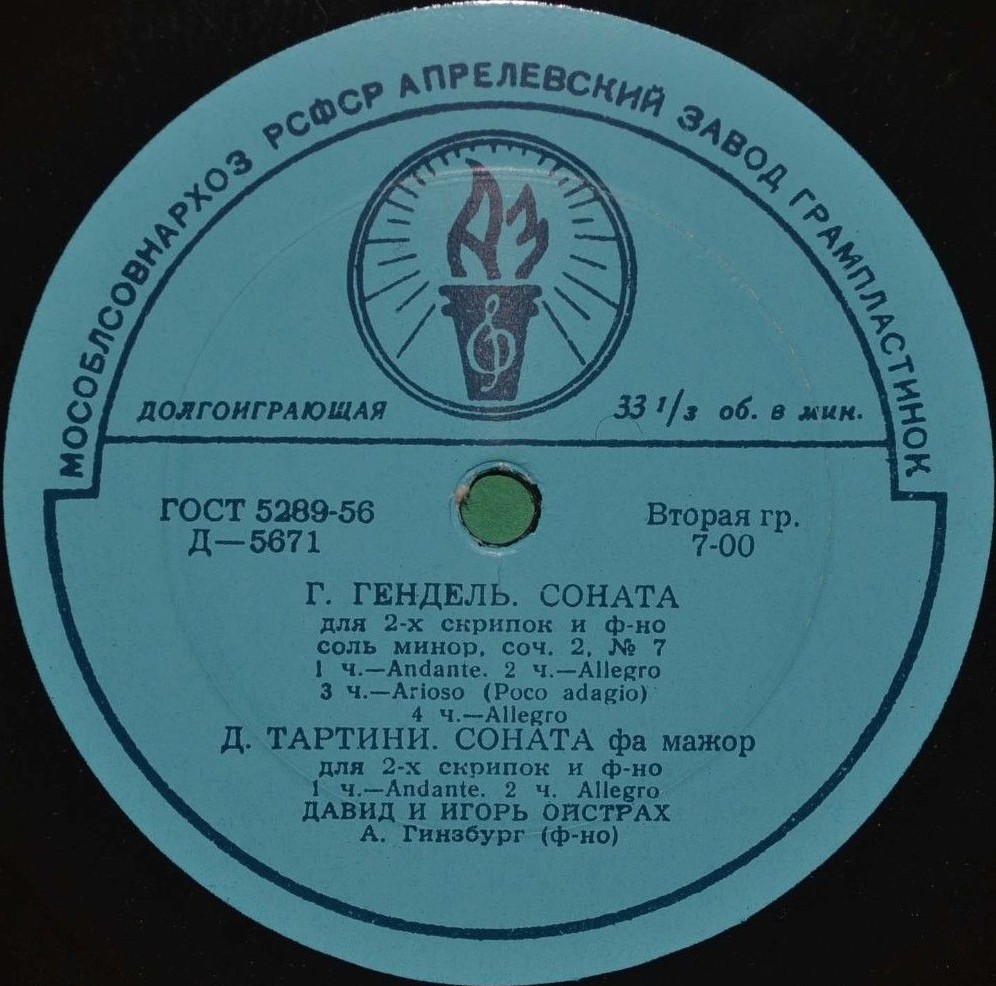 МОСОБЛСОВНАРХОЗ РСФСР АПРЕЛЕВСКИЙ ЗАВОД ГРАМПЛАСТИНОК
АЗ
ДОЛГОИГРАЮЩАЯ
33 1/3 об. в мин.
ГОСТ 5289-56
Вторая гр.
Д—5671
7-00
Г. ГЕНДЕЛЬ. СОНАТА
для 2-х скрипок и ф-но
соль минор, соч. 2, № 7
1 ч.—Andante. 2 ч.—Allegro
3 ч.—Arioso (Poco adagio)
4 ч.—Allegro
Д. ТАРТИНИ. СОНАТА фа мажор
для 2-х скрипок и ф-но
1 ч.—Andante. 2 ч. Allegro
ДАВИД И ИГОРЬ ОЙСТРАХ
А. Гинзбург (ф-но)